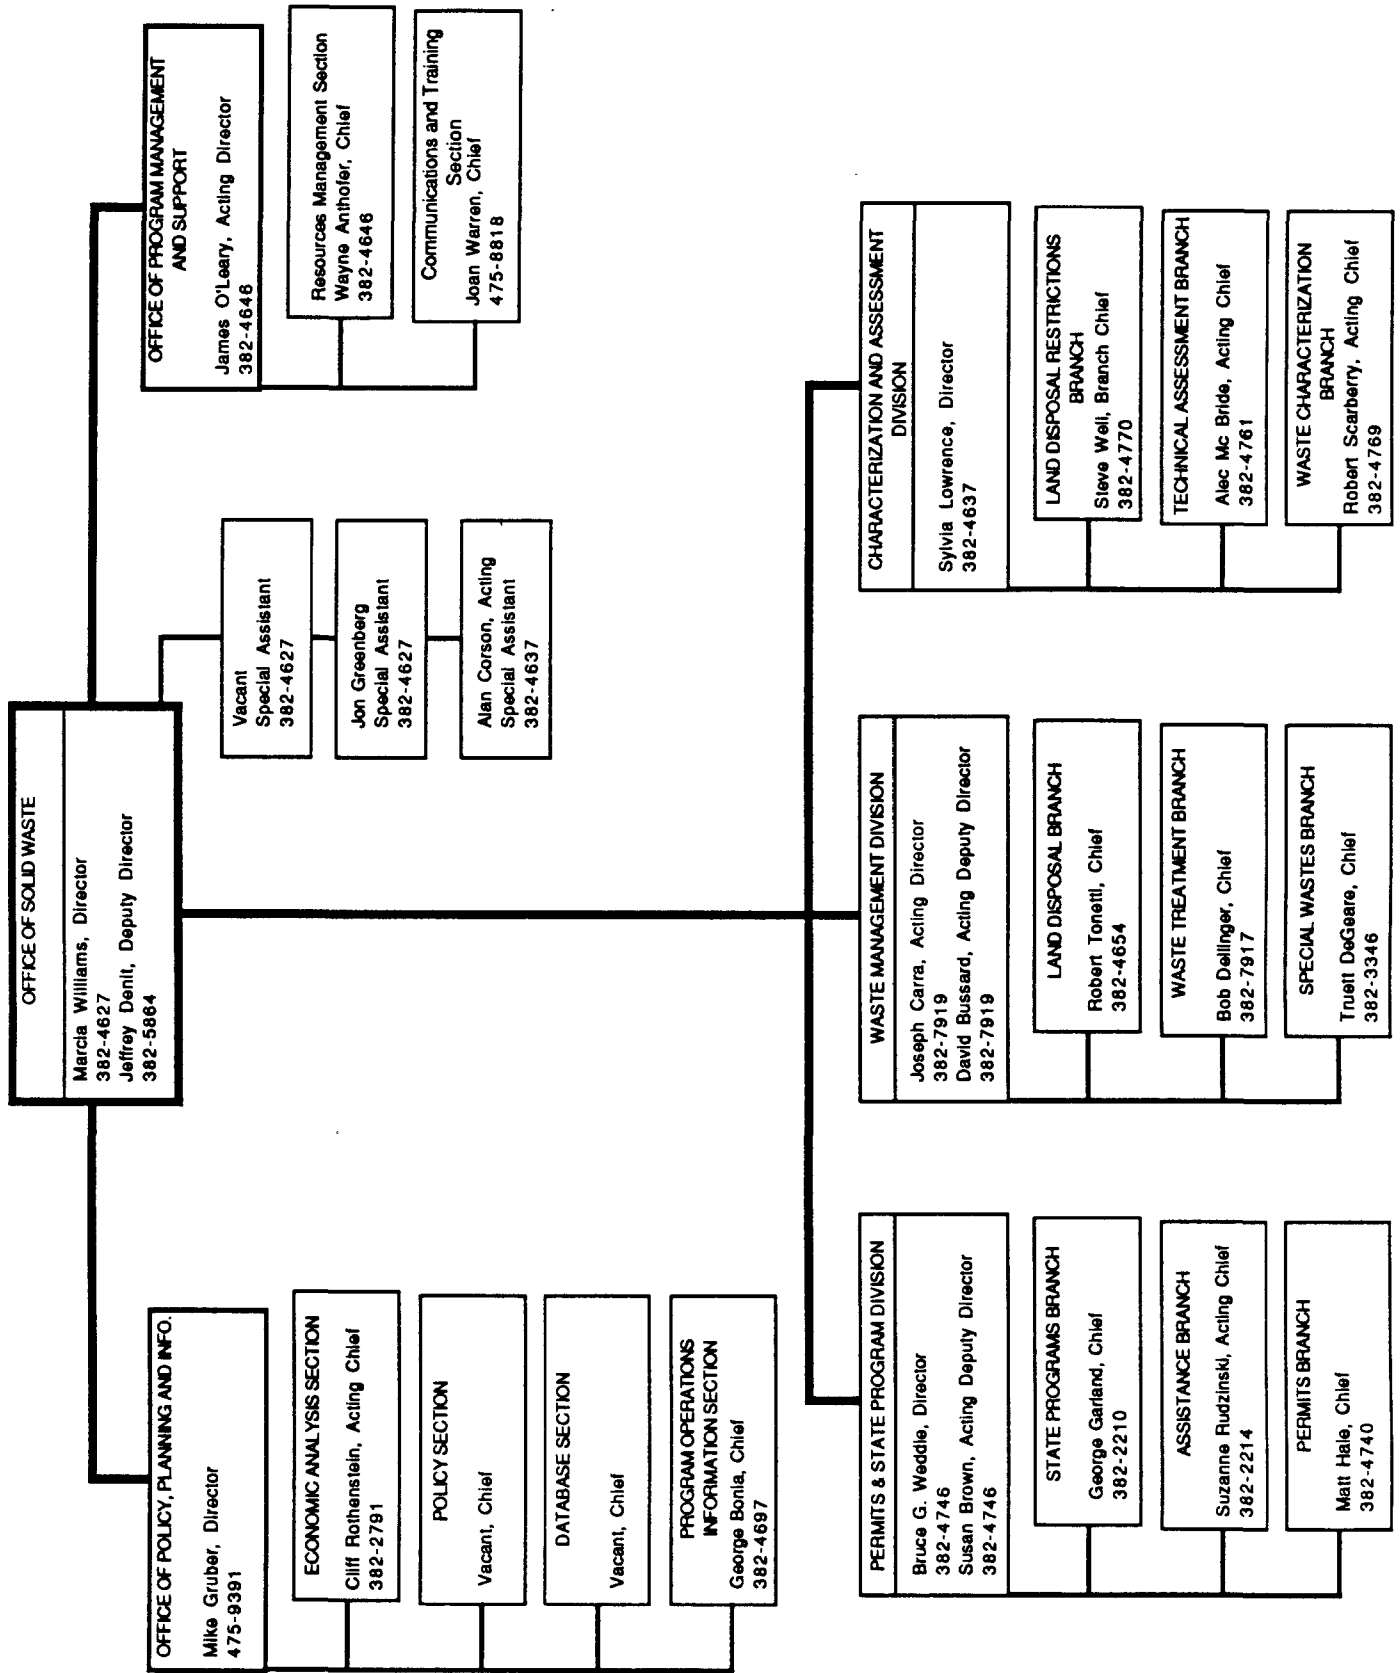 OFFICE OF SOLID WASTE
Marcia Williams, Director
382-4627
Jeffrey Denit, Deputy Director
382-5864
OFFICE OF POLICY, PLANNING AND INFO.
Mike Gruber, Director
475-9391
ECONOMIC ANALYSIS SECTION
Cliff Rothenstein, Acting Chief
382-2791
POLICY SECTION
Vacant, Chief
DATABASE SECTION
Vacant, Chief
PROGRAM OPERATIONS
INFORMATION SECTION
George Bonia, Chief
382-4697
Vacant
Special Assistant
382-4627
Jon Greenberg
Special Assistant
382-4627
Alan Corson, Acting
Special Assistant
382-4637
OFFICE OF PROGRAM MANAGEMENT
AND SUPPORT
James O'Leary, Acting Director
382-4646
Resources Management Section
Wayne Anthofer, Chief
382-4646
Communications and Training
Section
Joan Warren, Chief
475-8818
PERMITS & STATE PROGRAM DIVISION
Bruce G. Weddle, Director
382-4746
Susan Brown, Acting Deputy Director
382-4746
STATE PROGRAMS BRANCH
George Garland, Chief
382-2210
ASSISTANCE BRANCH
Suzanne Rudzinski, Acting Chief
382-2214
PERMITS BRANCH
Matt Hale, Chief
382-4740
WASTE MANAGEMENT DIVISION
Joseph Carra, Acting Director
382-7919
David Bussard, Acting Deputy Director
382-7919
LAND DISPOSAL BRANCH
Robert Tonetti, Chief
382-4654
WASTE TREATMENT BRANCH
Bob Dellinger, Chief
382-7917
SPECIAL WASTES BRANCH
Truett DeGeare, Chief
382-3346
CHARACTERIZATION AND ASSESSMENT
DIVISION
Sylvia Lowrence, Director
382-4637
LAND DISPOSAL RESTRICTIONS
BRANCH
Steve Weil, Branch Chief
382-4770
TECHNICAL ASSESSMENT BRANCH
Alec Mc Bride, Acting Chief
382-4761
WASTE CHARACTERIZATION
BRANCH
Robert Scarberry, Acting Chief
382-4769